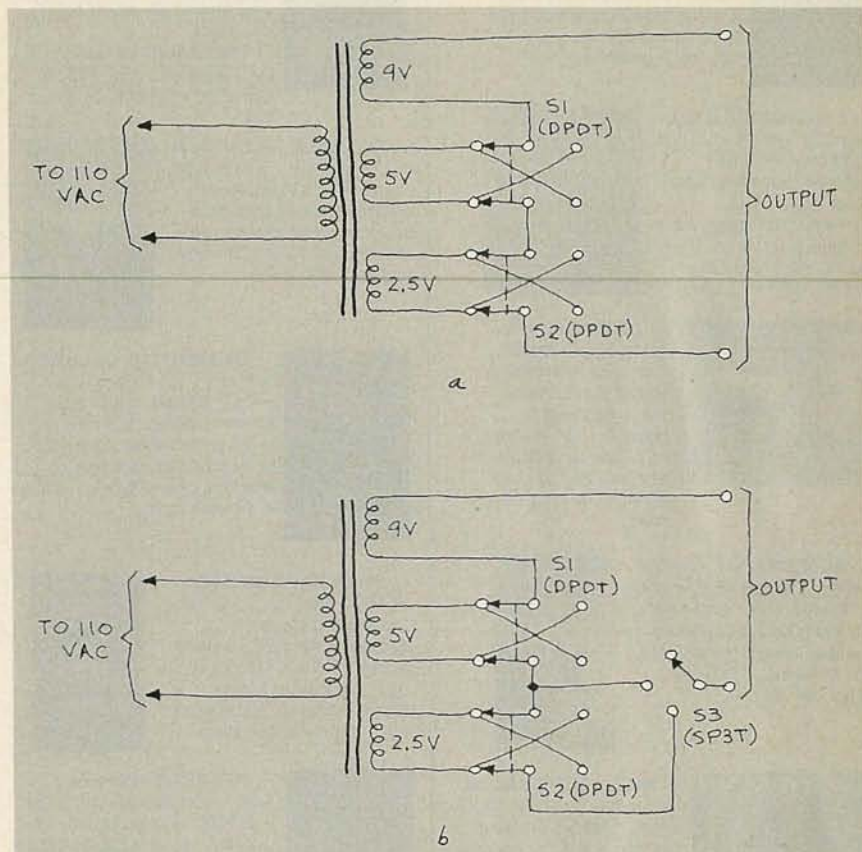 9V
S1
(DPDT)
TO 110
VAC
5V
OUTPUT
2.5V
S2 (DPDT)
a
9V
S1
(DPDT)
OUTPUT
TO 110
VAC
5V
S3
(SP3T)
2.5V
S2 (DPDT)
b